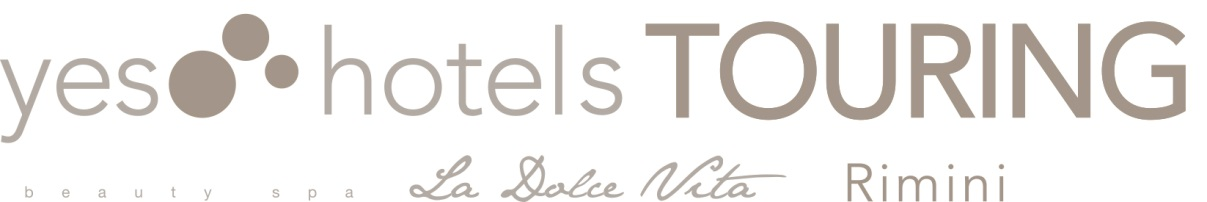 yes hotels TOURING
beauty spa La Dolce Vita Rimini